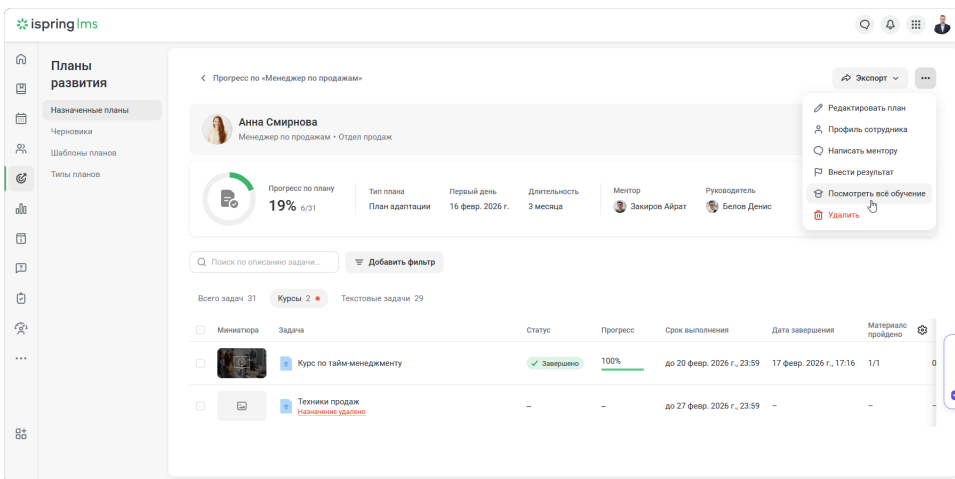 ispring lms
Планы
развития
Назначенные планы
Черновики
Шаблоны планов
Типы планов
Прогресс по «Менеджер по продажам»
Экспорт
Редактировать план
Профиль сотрудника
Написать ментору
Внести результат
Посмотреть всё обучение
Удалить
Анна Смирнова
Менеджер по продажам • Отдел продаж
Прогресс по плану
19% 6/31
Тип плана
План адаптации
Первый день
16 февр. 2026 г.
Длительность
3 месяца
Ментор
Закиров Айрат
Руководитель
Белов Денис
Поиск по описанию задачи...
Добавить фильтр
Всего задач 31 Курсы 2 Текстовые задачи 29
Миниатюра Задача Статус Прогресс Срок выполнения Дата завершения Материалс пройдено
Курс по тайм-менеджменту Завершено 100% до 20 февр. 2026 г., 23:59 17 февр. 2026 г., 17:16 1/1 0
Техники продаж – – до 27 февр. 2026 г., 23:59 – – –
Назначение удалено